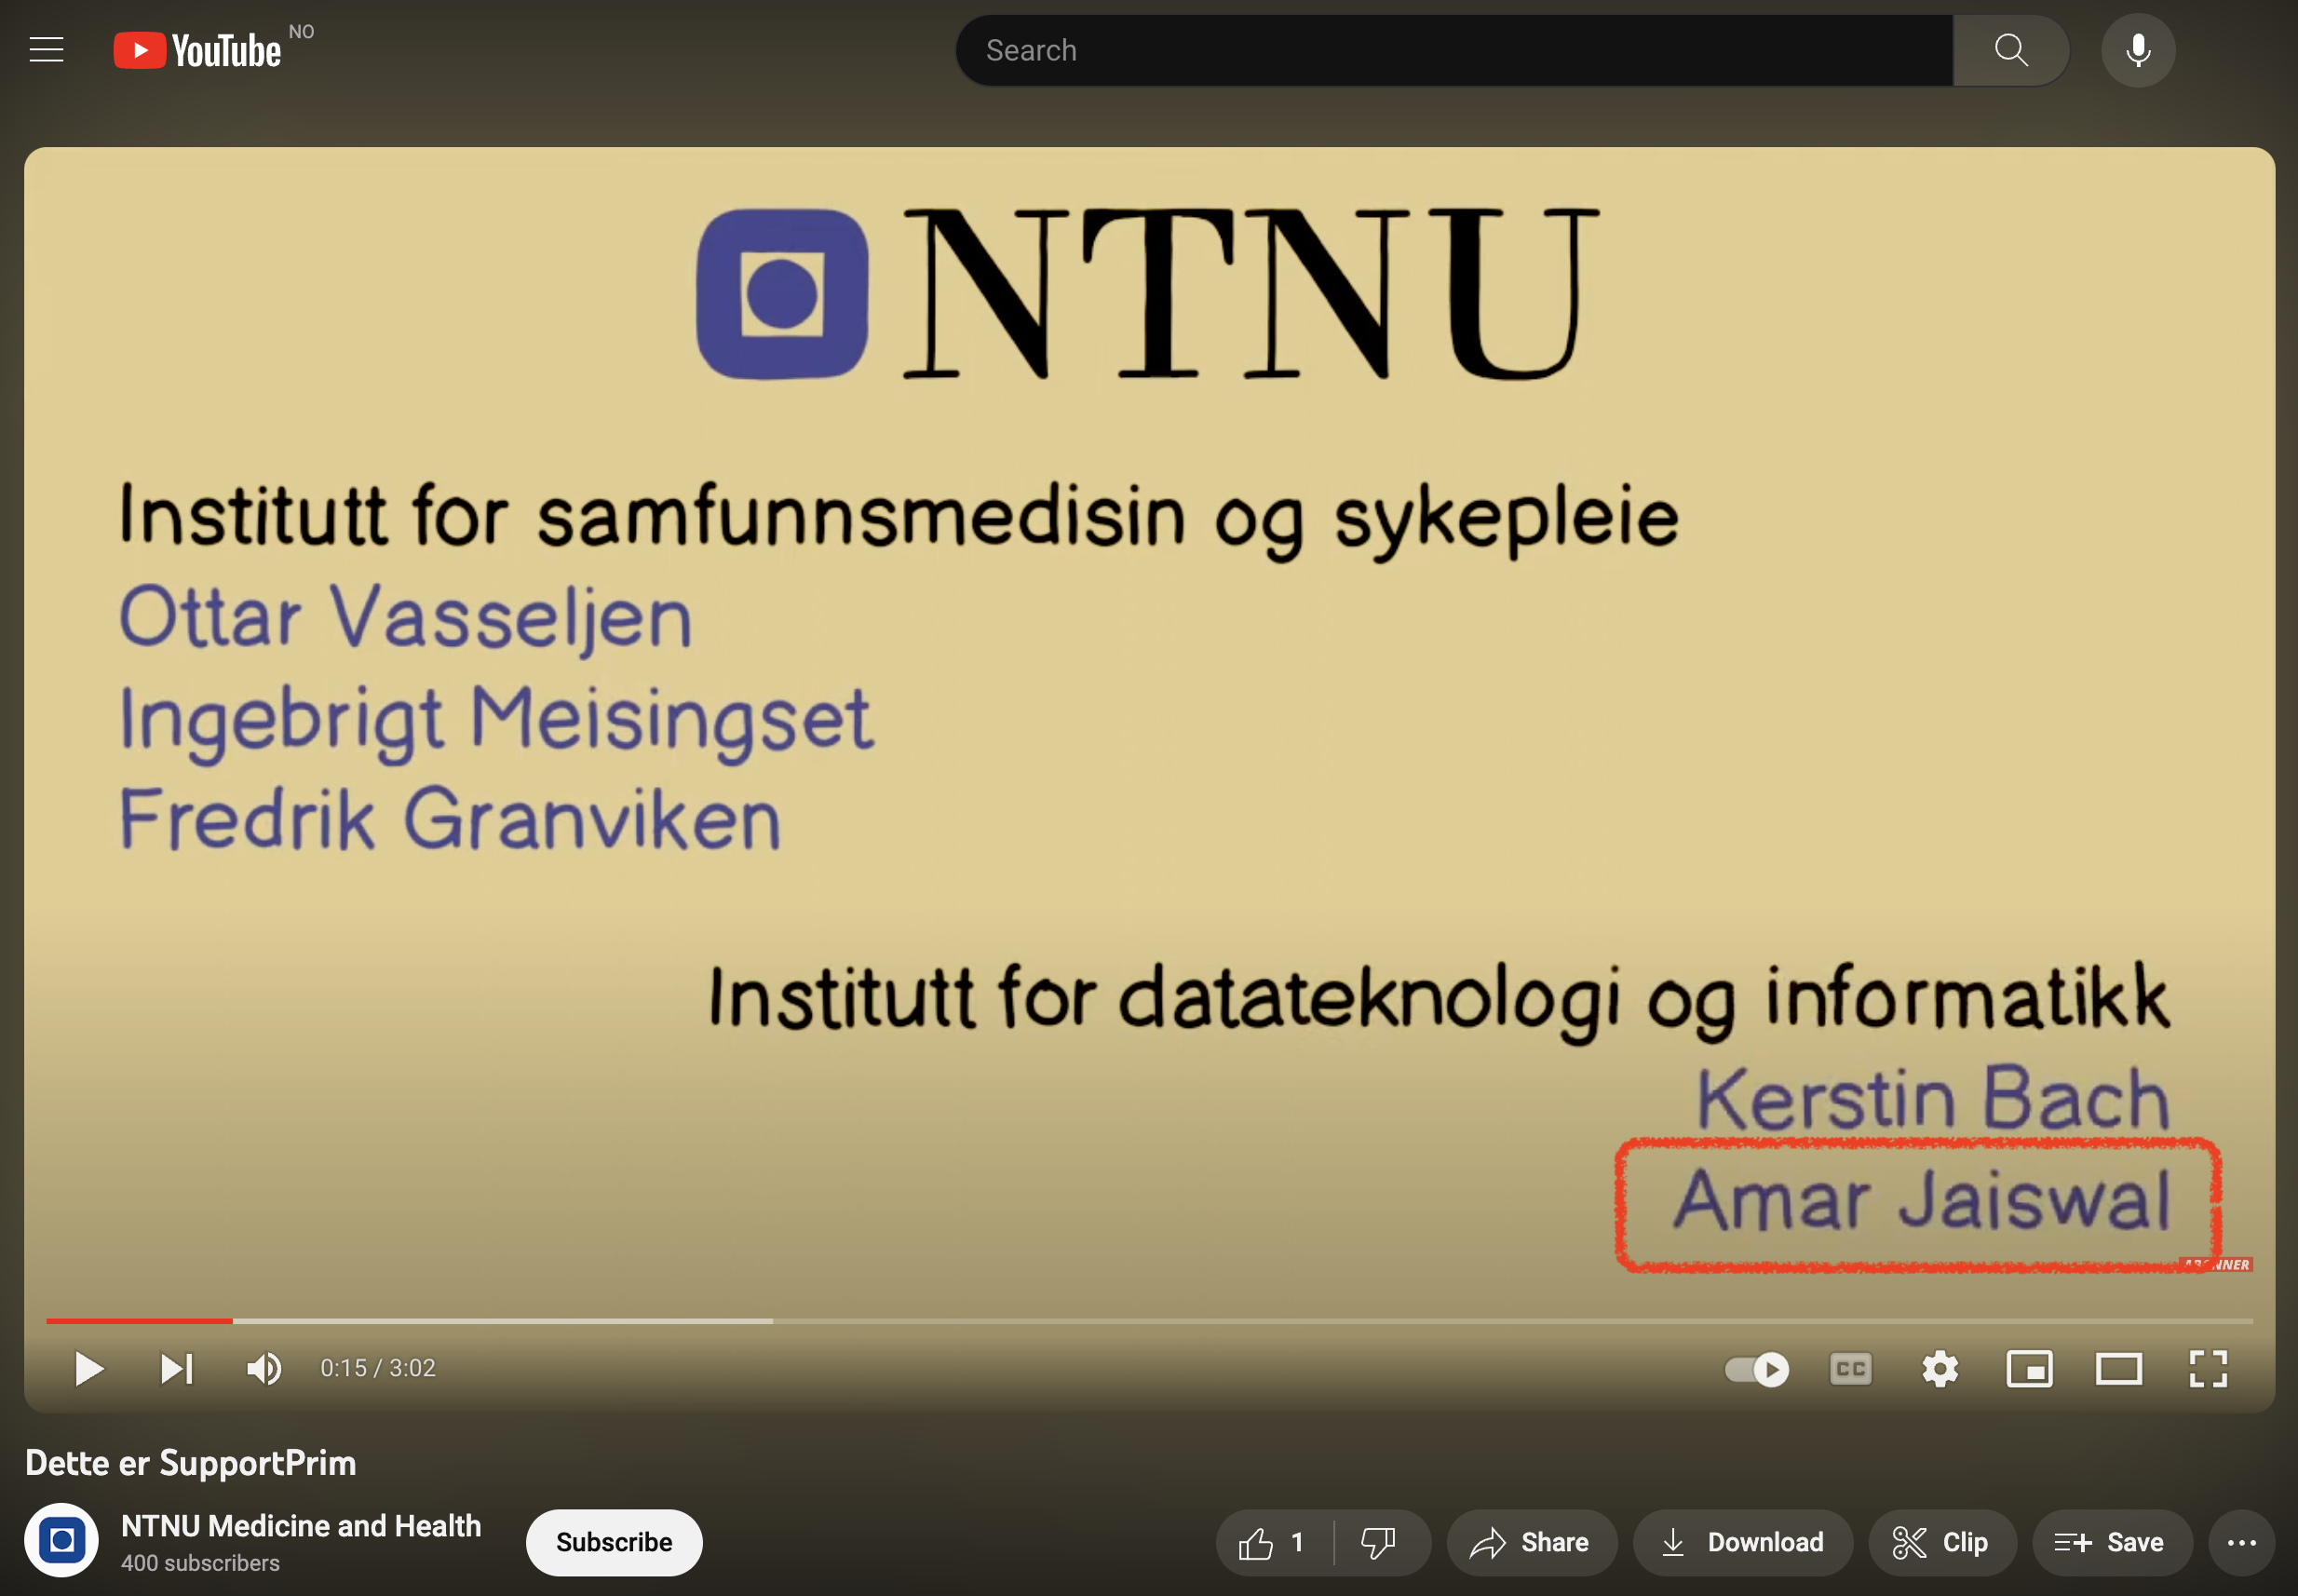 YouTube NO
Search
NTNU
Institutt for samfunnsmedisin og sykepleie
Ottar Vasseljen
Ingebrigt Meisingset
Fredrik Granviken
Institutt for datateknologi og informatikk
Kerstin Bach
Amar Jaiswal
ABONNER
0:15 / 3:02
CC
Dette er SupportPrim
NTNU Medicine and Health
400 subscribers
Subscribe
1
Share
Download
Clip
Save